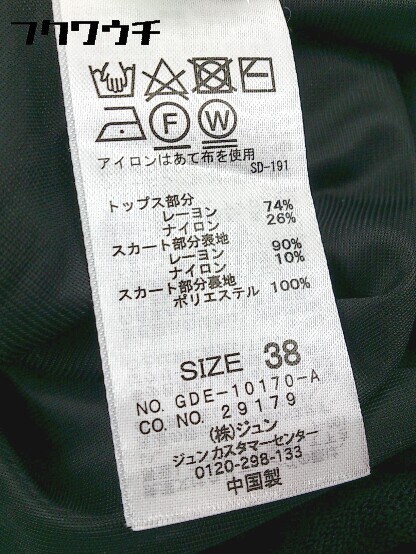 フクワウチ
F W
アイロンはあて布を使用
SD-191
トップス部分
レーヨン 74%
ナイロン 26%
スカート部分表地
レーヨン 90%
ナイロン 10%
スカート部分裏地
ポリエステル 100%
SIZE 38
NO. GDE-10170-A
CO. NO. 29179
(株)ジュン
ジュン カスタマーセンター
0120-298-133
中国製